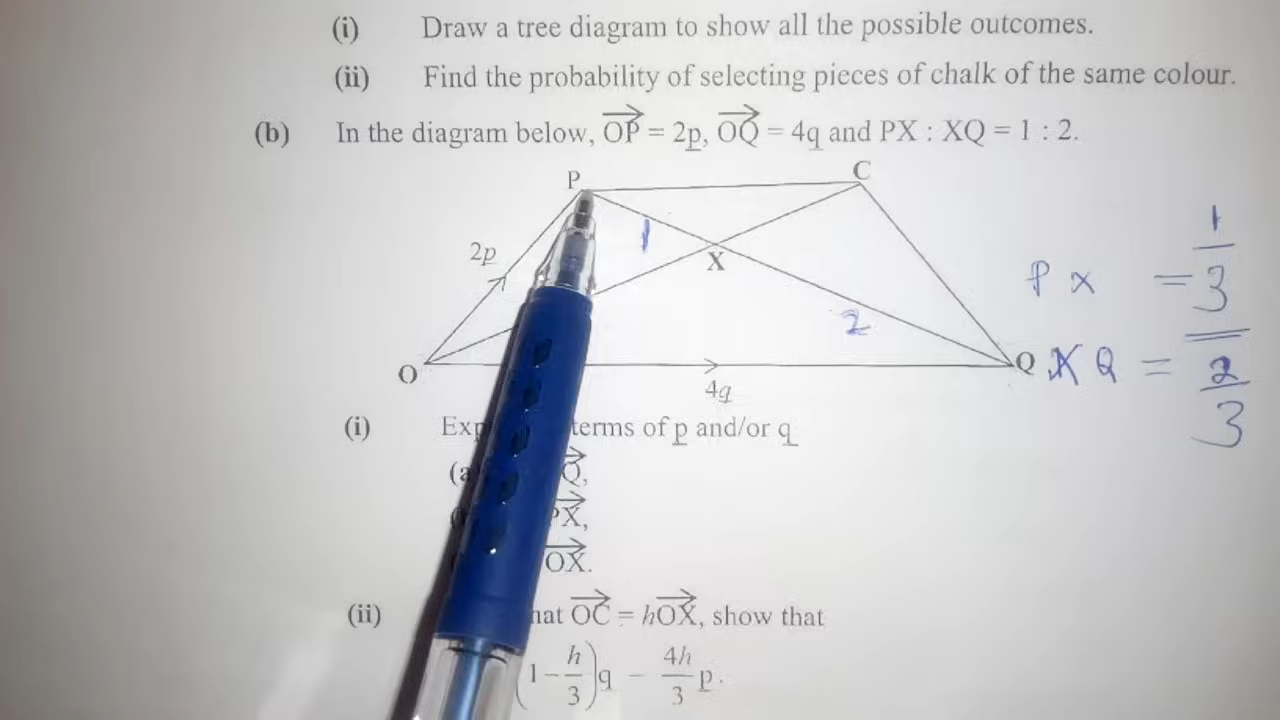 (i) Draw a tree diagram to show all the possible outcomes.
(ii) Find the probability of selecting pieces of chalk of the same colour.
(b) In the diagram below, OP = 2p, OQ = 4q and PX : XQ = 1 : 2.
P C
2p 1 X 2
O Q
4q
PX = 1/3
XQ = 2/3
(i) terms of p and/or q
Q,
PX,
OX.
(ii) OC = hOX, show that
(1 − h/3)q − 4h/3 p.